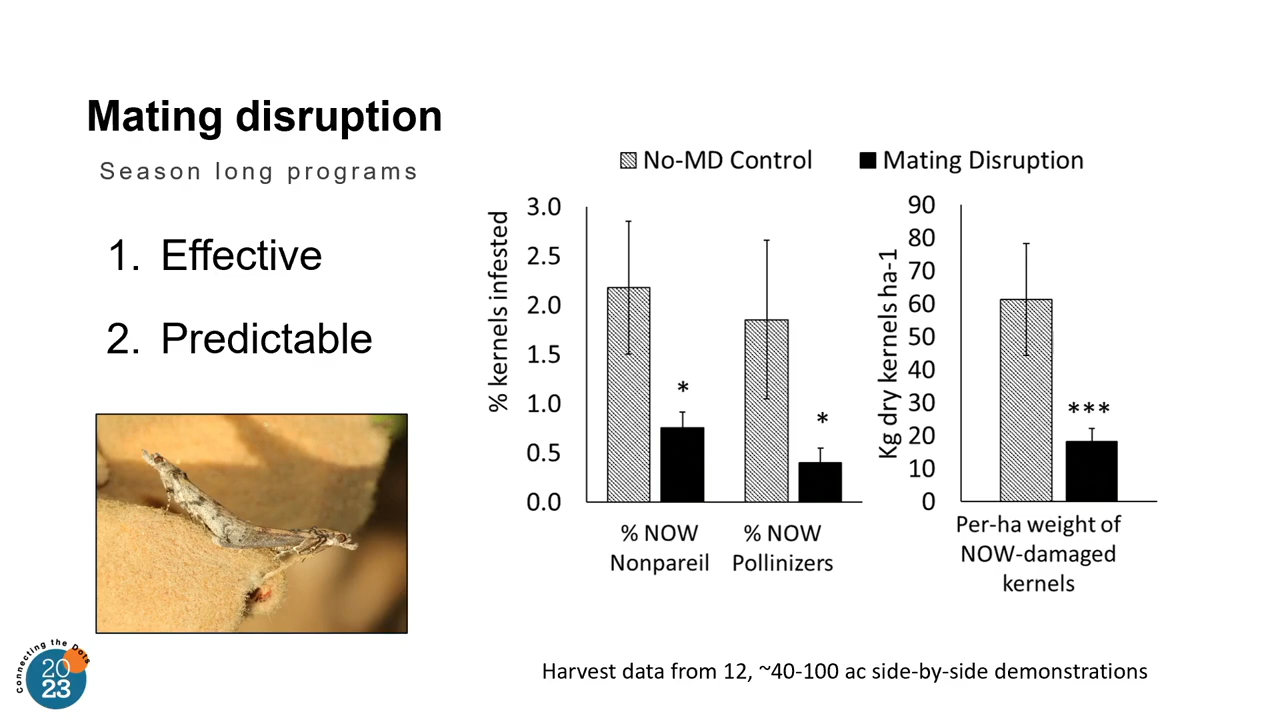 Mating disruption
Season long programs
1. Effective
2. Predictable
No-MD Control
Mating Disruption
% kernels infested
3.0
2.5
2.0
1.5
1.0
0.5
0.0
*
*
% NOW
Nonpareil
% NOW
Pollinizers
Kg dry kernels ha-1
90
80
70
60
50
40
30
20
10
0
***
Per-ha weight of
NOW-damaged
kernels
Harvest data from 12, ~40-100 ac side-by-side demonstrations
Connecting the Dots
20
23